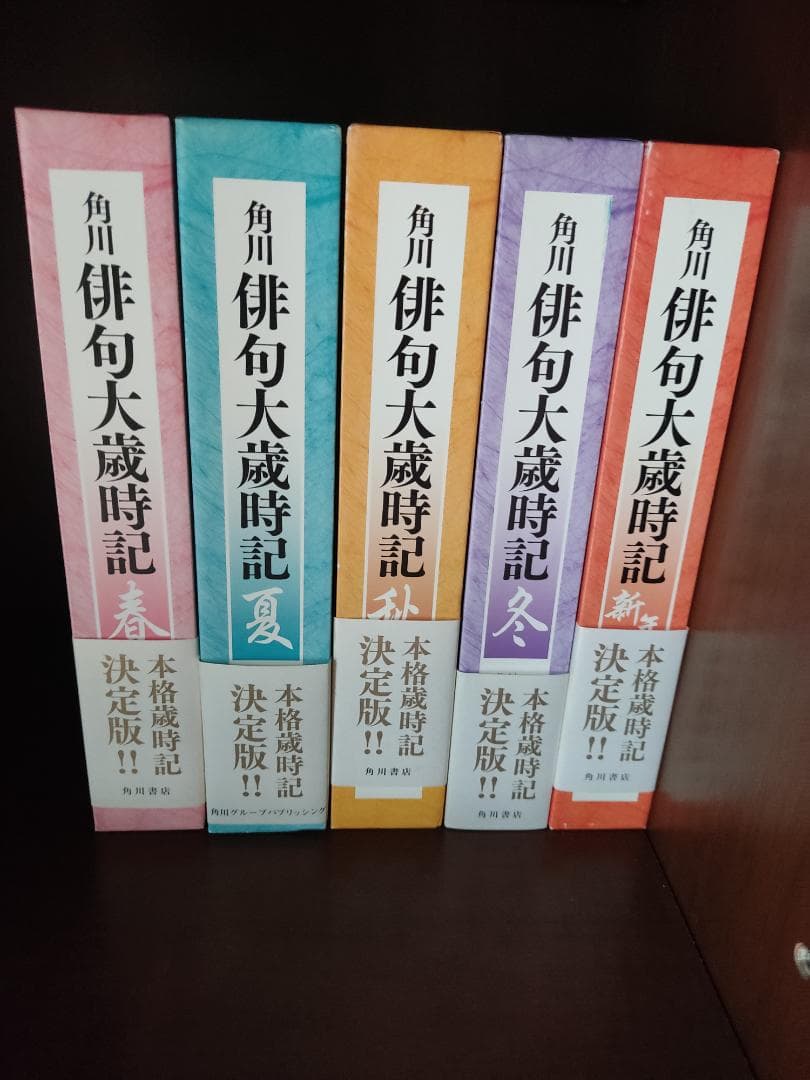 角川
俳句大歳時記
春
本格歳時記
決定版!!
角川書店
角川
俳句大歳時記
夏
本格歳時記
決定版!!
角川グループパブリッシング
角川
俳句大歳時記
秋
本格歳時記
決定版!!
角川書店
角川
俳句大歳時記
冬
本格歳時記
決定版!!
角川書店
角川
俳句大歳時記
新年
本格歳時記
決定版!!
角川書店